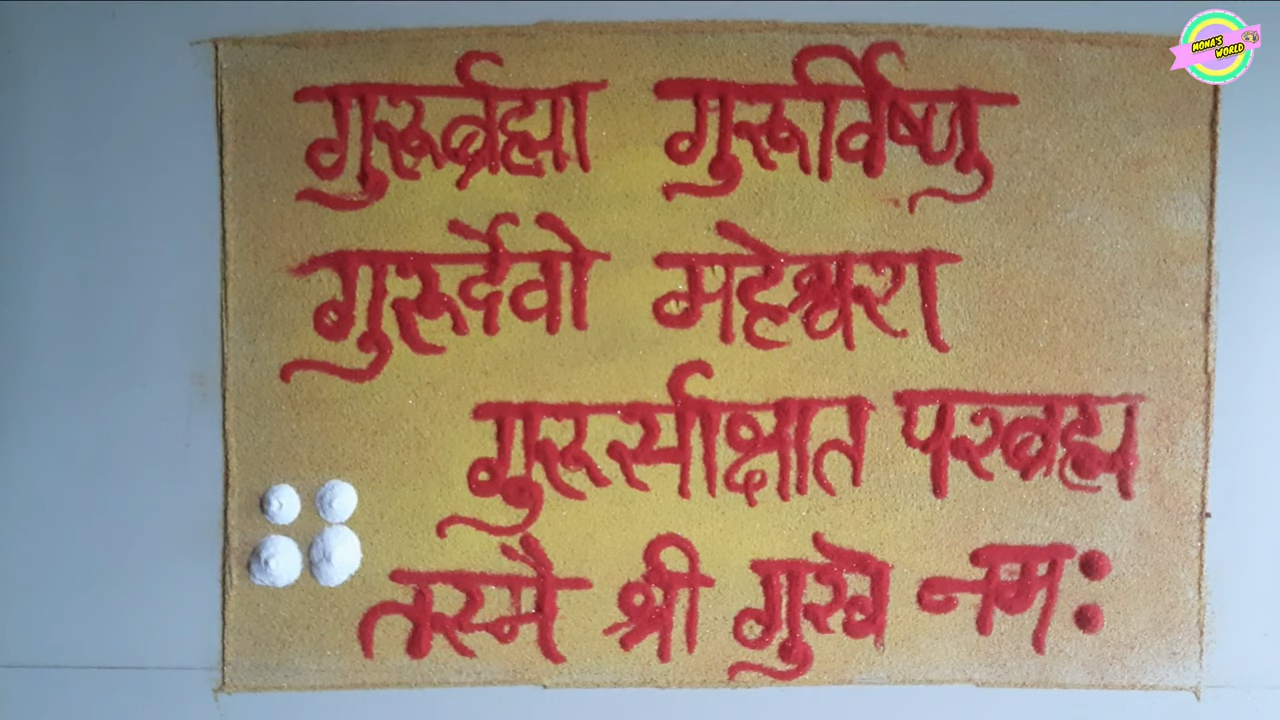 MONA'S WORLD
गुरूर्ब्रह्मा गुरूर्विष्णु
गुरूर्देवो महेश्वरा
गुरूर्साक्षात परब्रह्म
तस्मै श्री गुरवे नमः